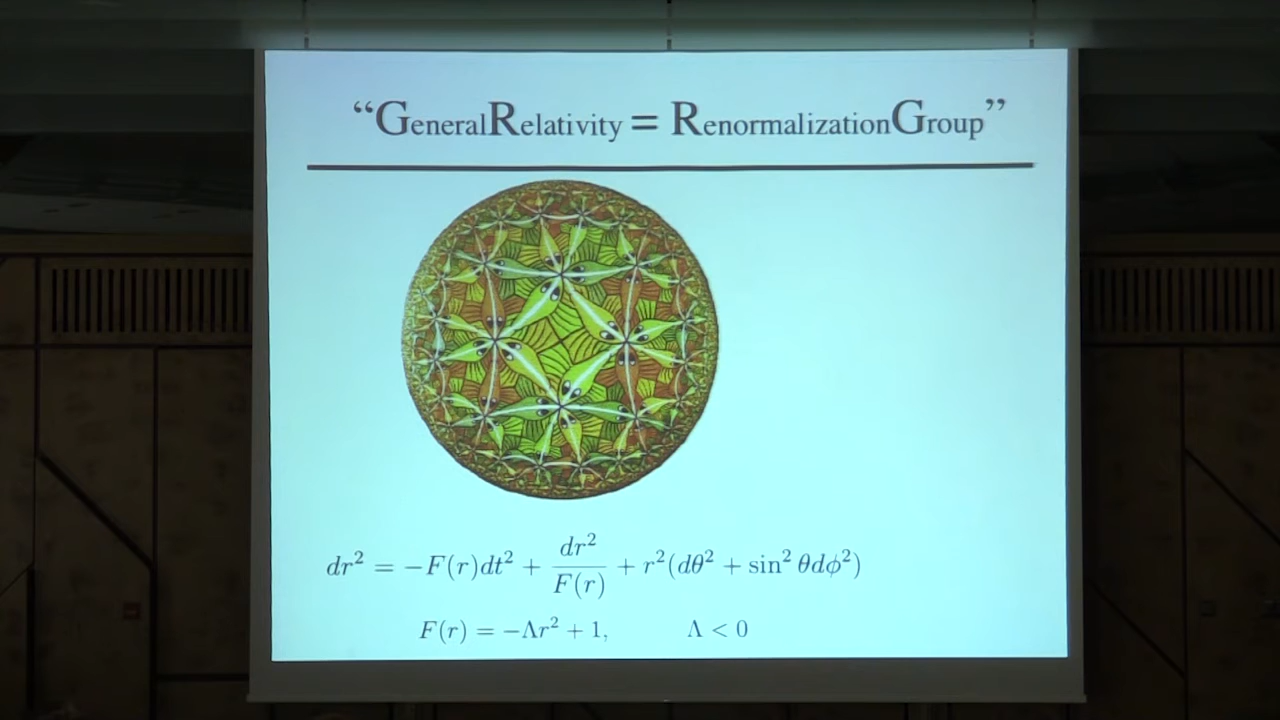 “GeneralRelativity = RenormalizationGroup”
dr² = −F(r)dt² + dr²/F(r) + r²(dθ² + sin² θdϕ²)
F(r) = −Λr² + 1, Λ < 0